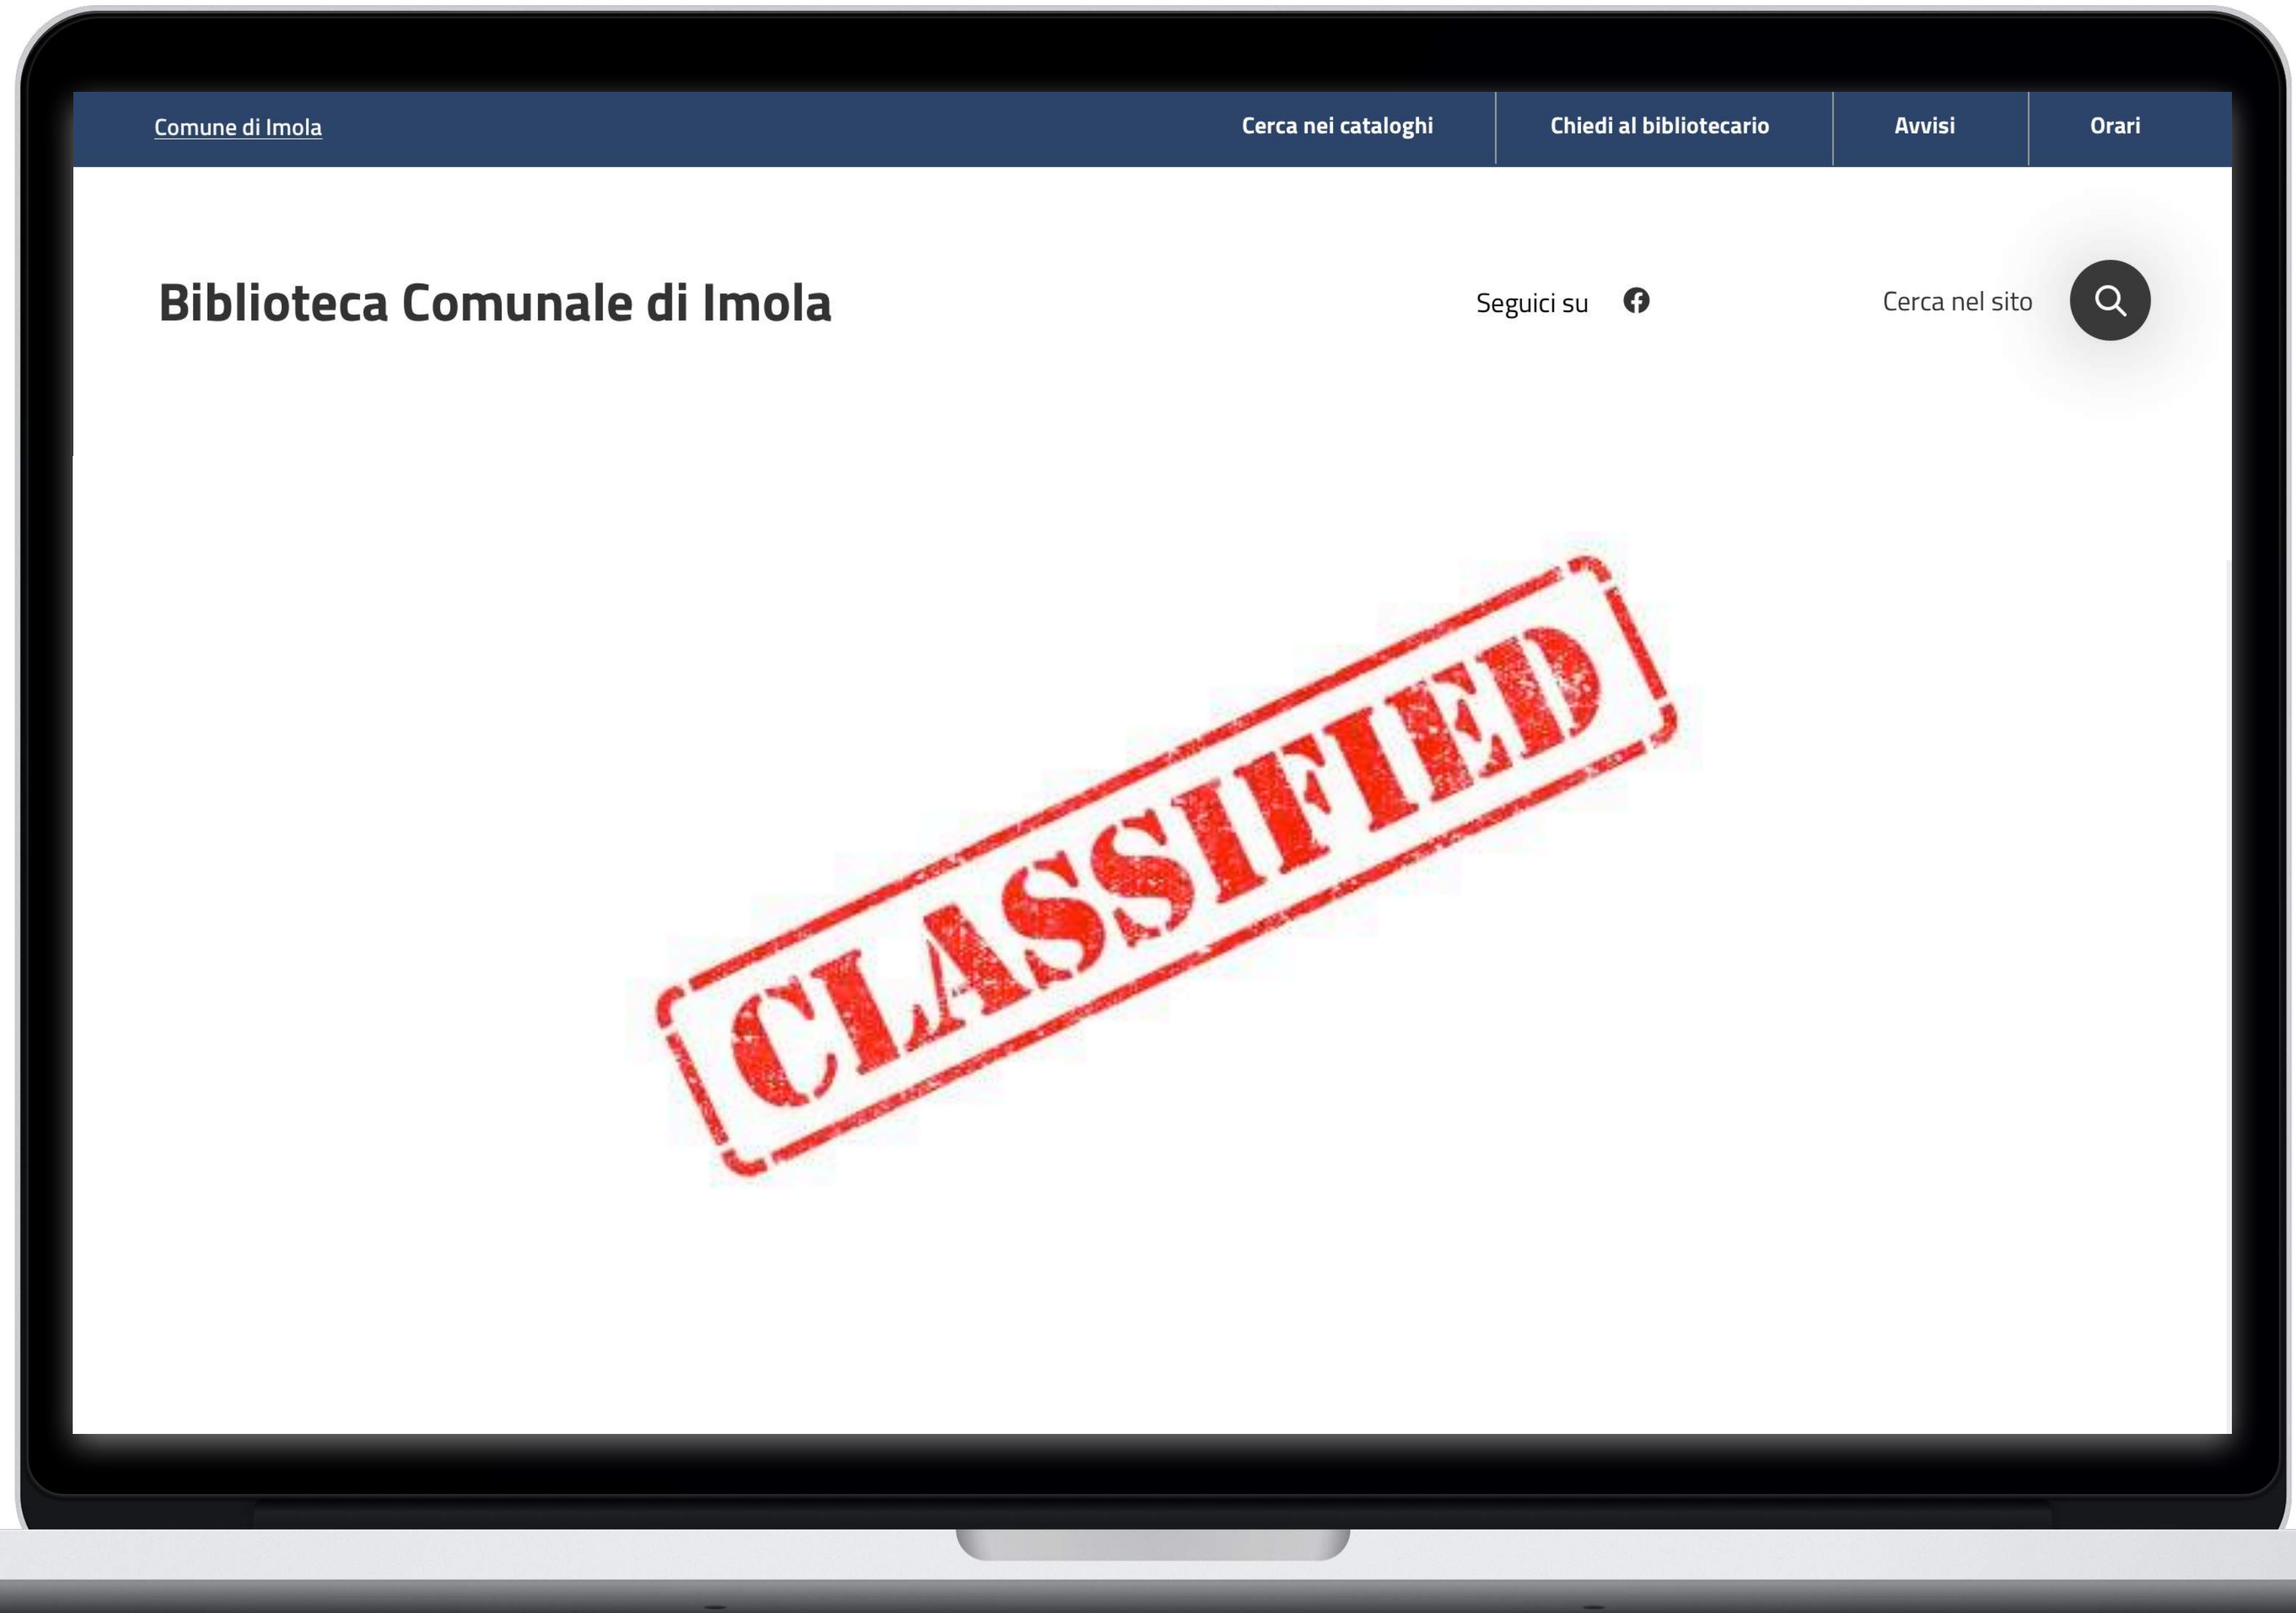 Comune di Imola
Cerca nei cataloghi
Chiedi al bibliotecario
Avvisi
Orari
Biblioteca Comunale di Imola
Seguici su
Cerca nel sito
CLASSIFIED